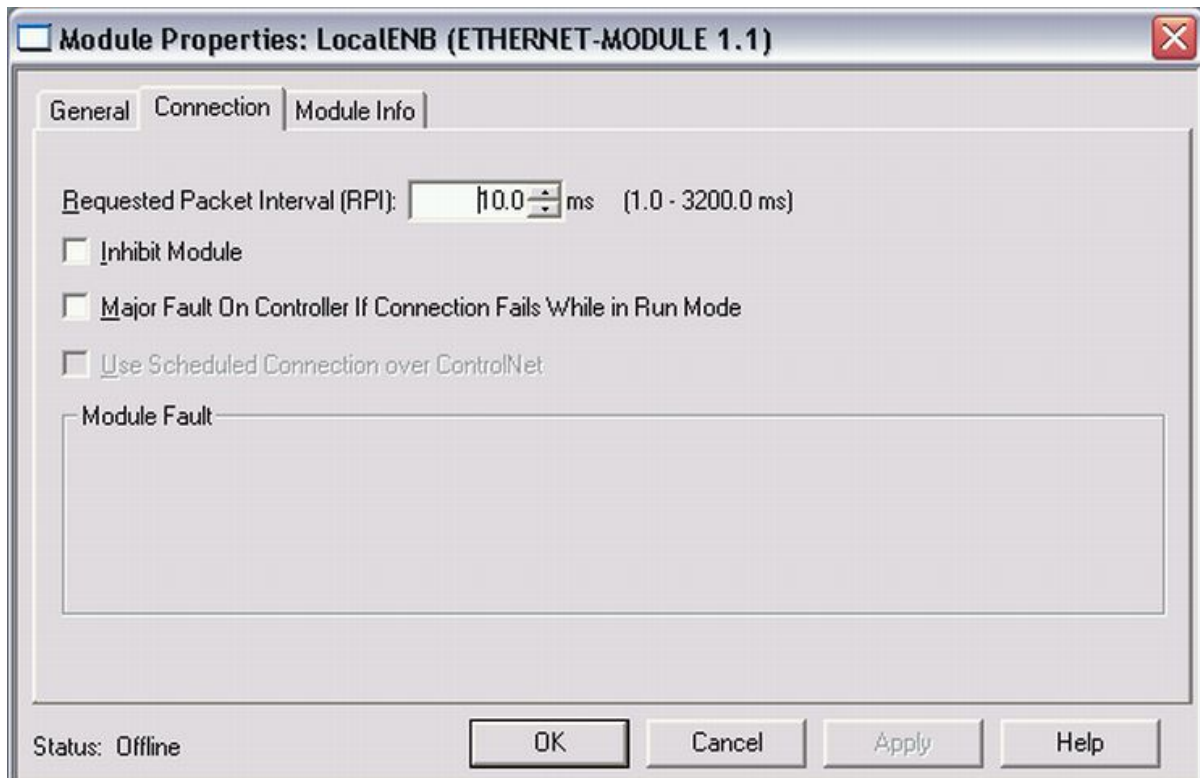 Module Properties: LocalENB (ETHERNET-MODULE 1.1)
General Connection Module Info
Requested Packet Interval (RPI): 10.0 ms (1.0 - 3200.0 ms)
Inhibit Module
Major Fault On Controller If Connection Fails While in Run Mode
Use Scheduled Connection over ControlNet
Module Fault
Status: Offline OK Cancel Apply Help